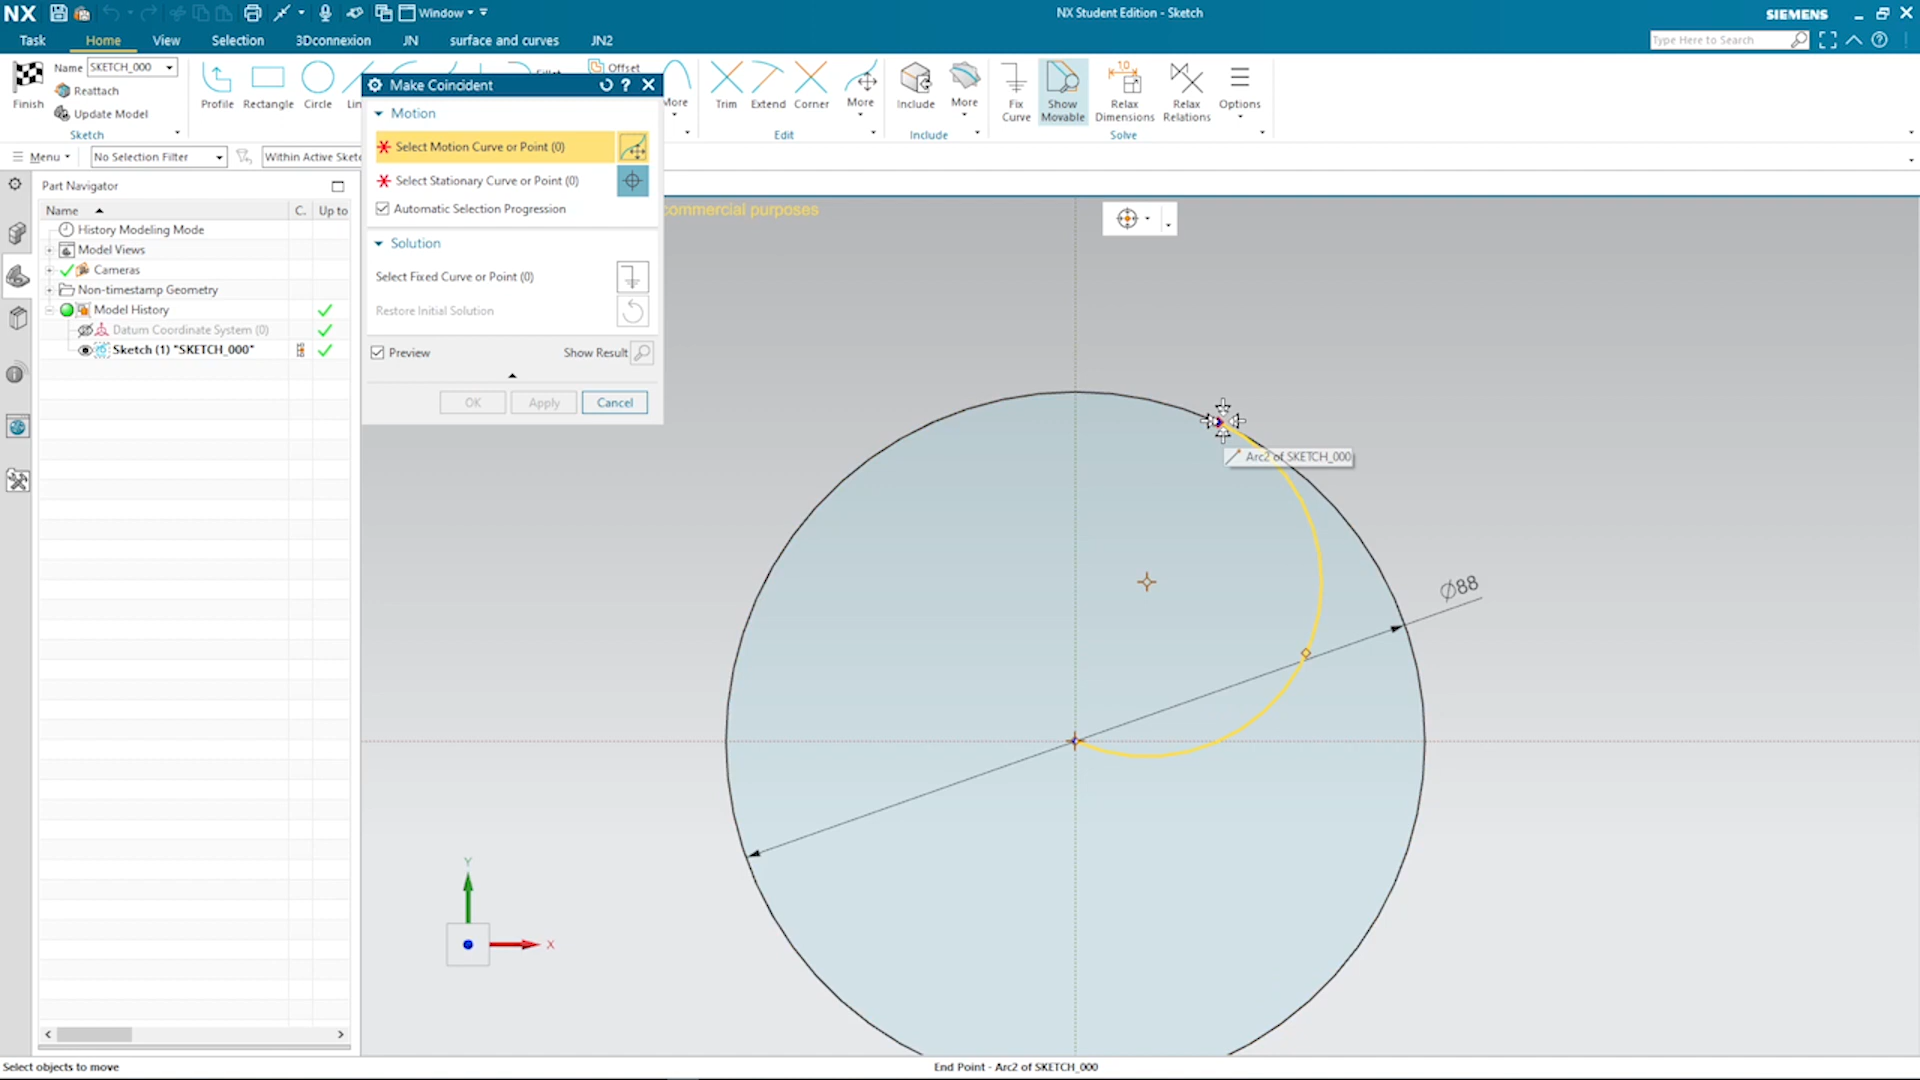 NX
Window
NX Student Edition - Sketch
SIEMENS
Task
Home
View
Selection
3Dconnexion
JN
surface and curves
JN2
Type Here to Search
Finish
Name SKETCH_000
Reattach
Update Model
Sketch
Profile
Rectangle
Circle
Offset
More
Trim
Extend
Corner
More
Edit
Include
More
Include
Fix Curve
Show Movable
Relax Dimensions
Relax Relations
Options
Solve
Menu
No Selection Filter
Within Active Sketc
Part Navigator
Name
C.
Up to
History Modeling Mode
Model Views
Cameras
Non-timestamp Geometry
Model History
Datum Coordinate System (0)
Sketch (1) "SKETCH_000"
Make Coincident
Motion
Select Motion Curve or Point (0)
Select Stationary Curve or Point (0)
Automatic Selection Progression
Solution
Select Fixed Curve or Point (0)
Restore Initial Solution
Preview
Show Result
OK
Apply
Cancel
commercial purposes
Arc2 of SKETCH_000
∅88
Y
X
Select objects to move
End Point - Arc2 of SKETCH_000